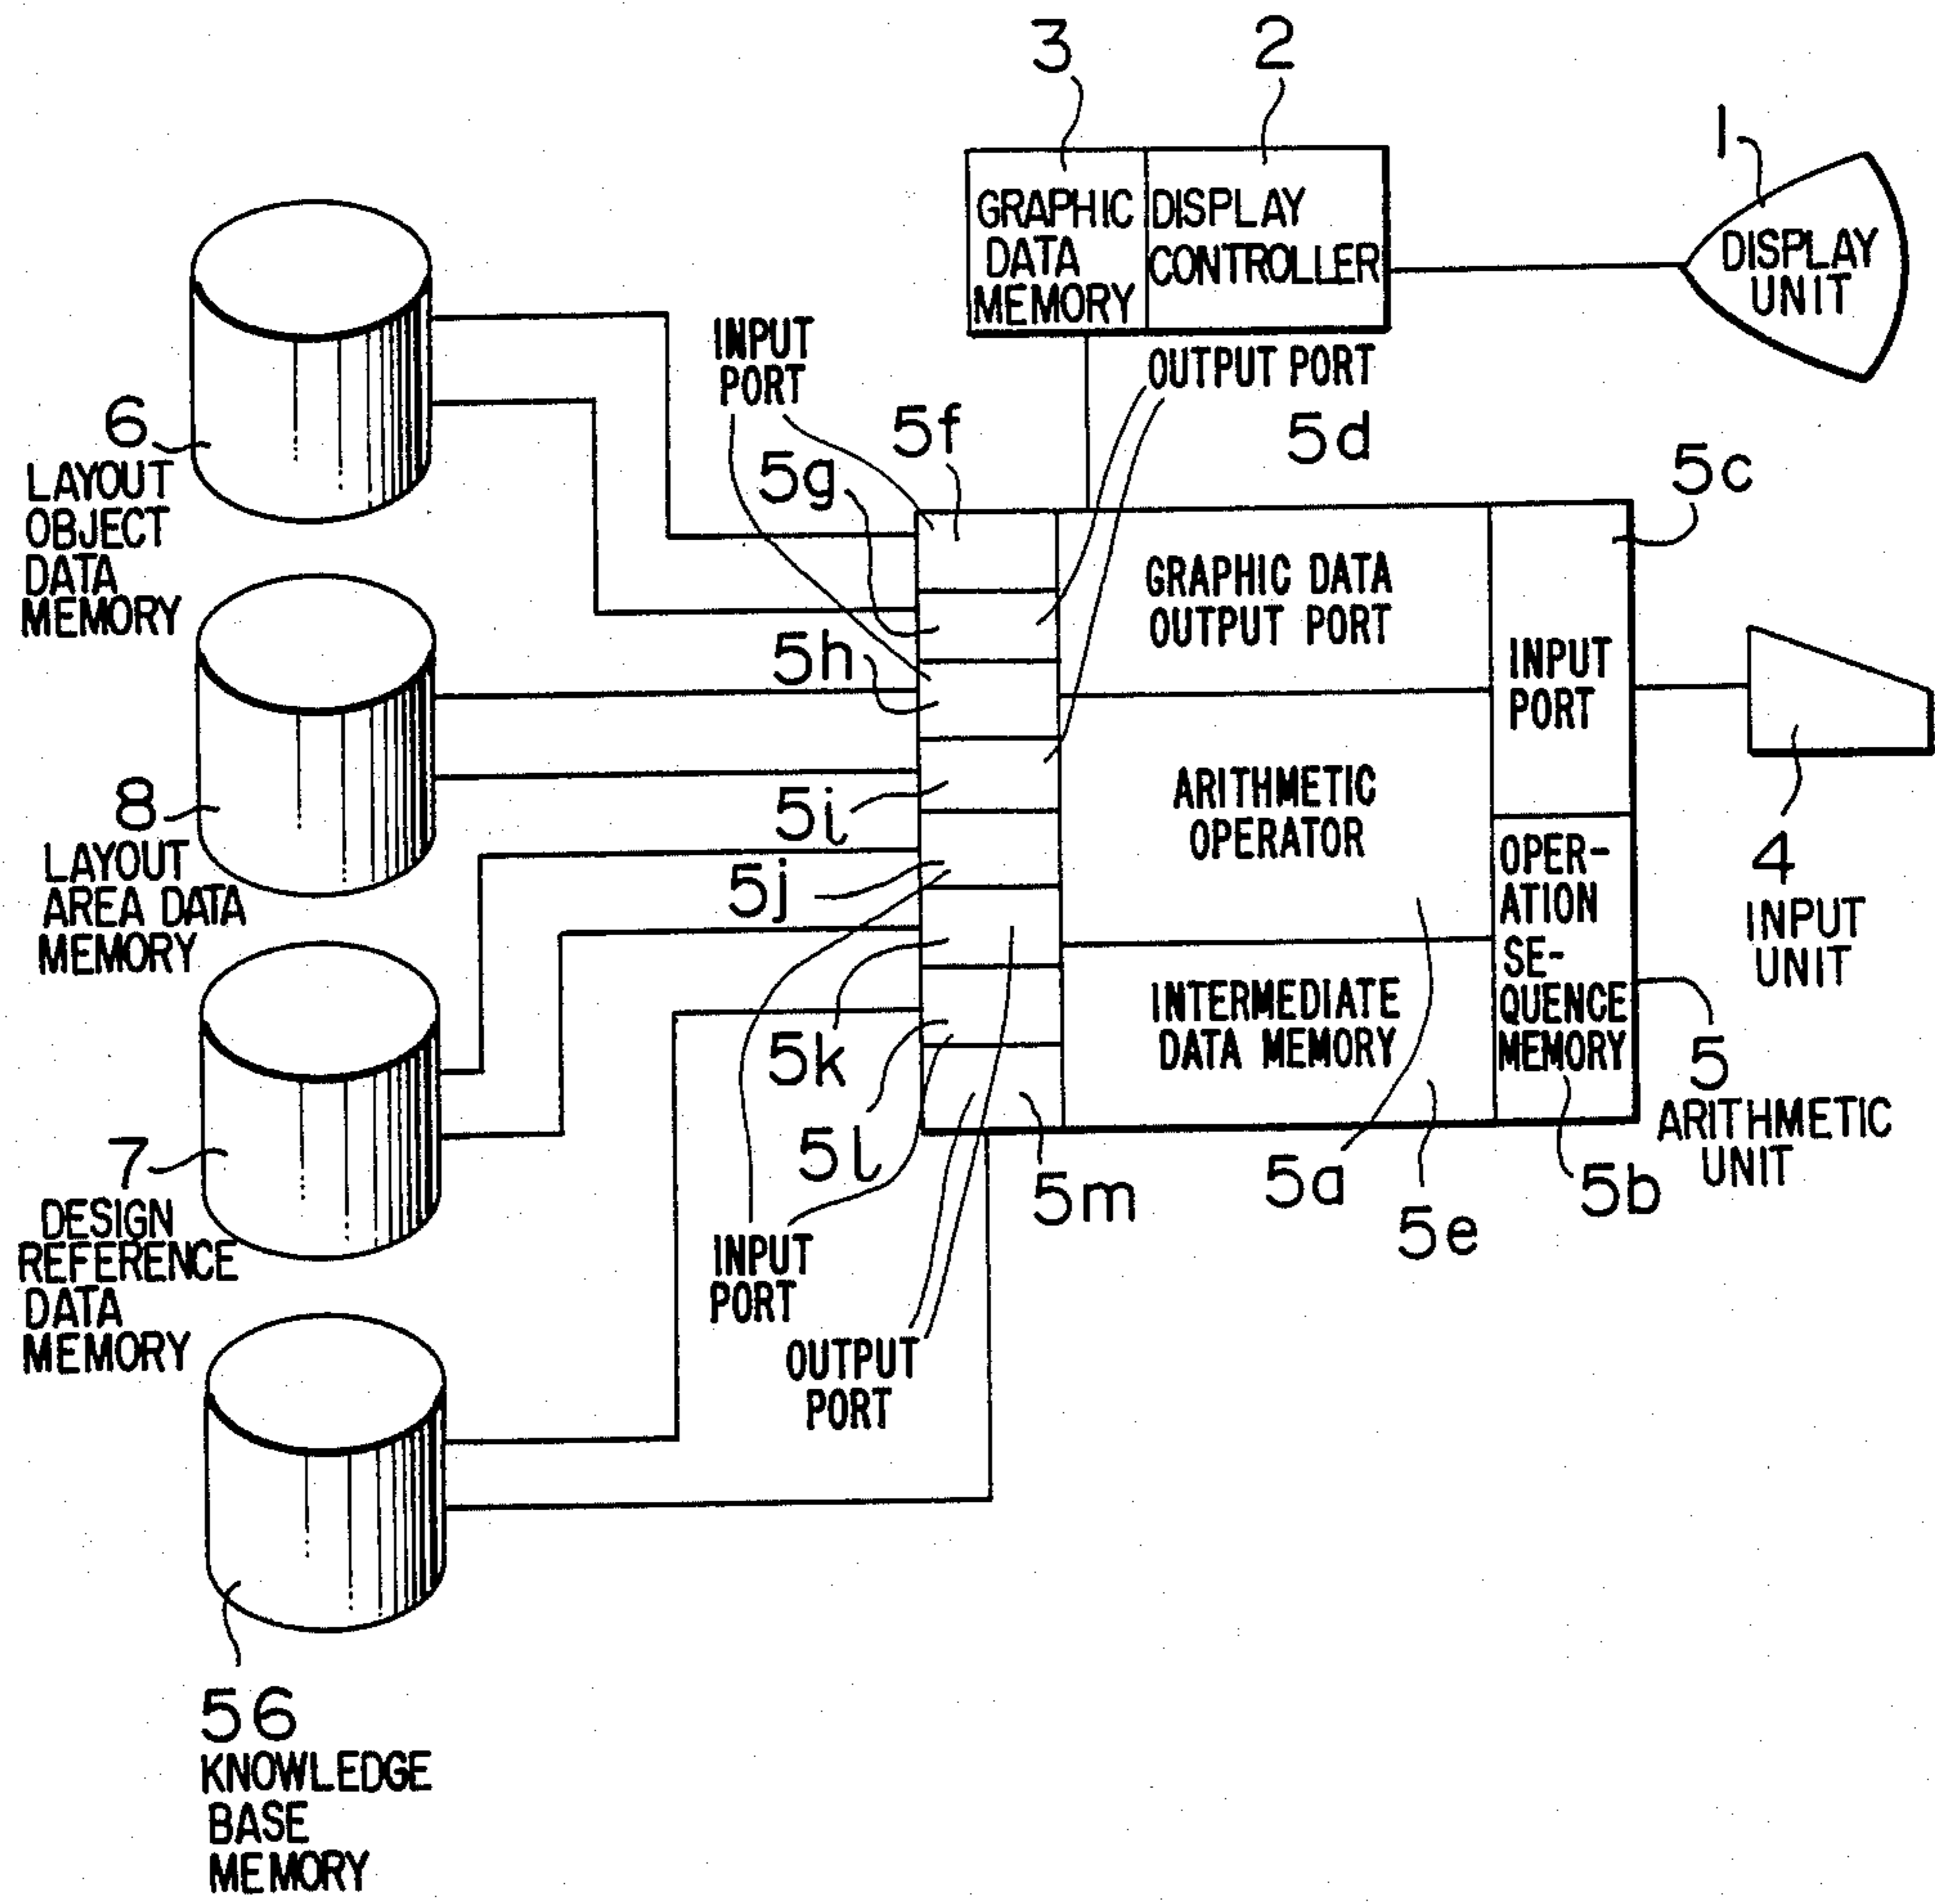 3
2
1
GRAPHIC
DATA
MEMORY
DISPLAY
CONTROLLER
DISPLAY
UNIT
INPUT
PORT
OUTPUT PORT
5f
5d
5g
5c
6
LAYOUT
OBJECT
DATA
MEMORY
GRAPHIC DATA
OUTPUT PORT
5h
INPUT
PORT
8
LAYOUT
AREA DATA
MEMORY
5i
ARITHMETIC
OPERATOR
5j
OPER-
ATION
SE-
QUENCE
MEMORY
4
INPUT
UNIT
INTERMEDIATE
DATA MEMORY
5k
5
ARITHMETIC
UNIT
7
DESIGN
REFERENCE
DATA
MEMORY
5l
5m
5a
5e
5b
INPUT
PORT
OUTPUT
PORT
56
KNOWLEDGE
BASE
MEMORY